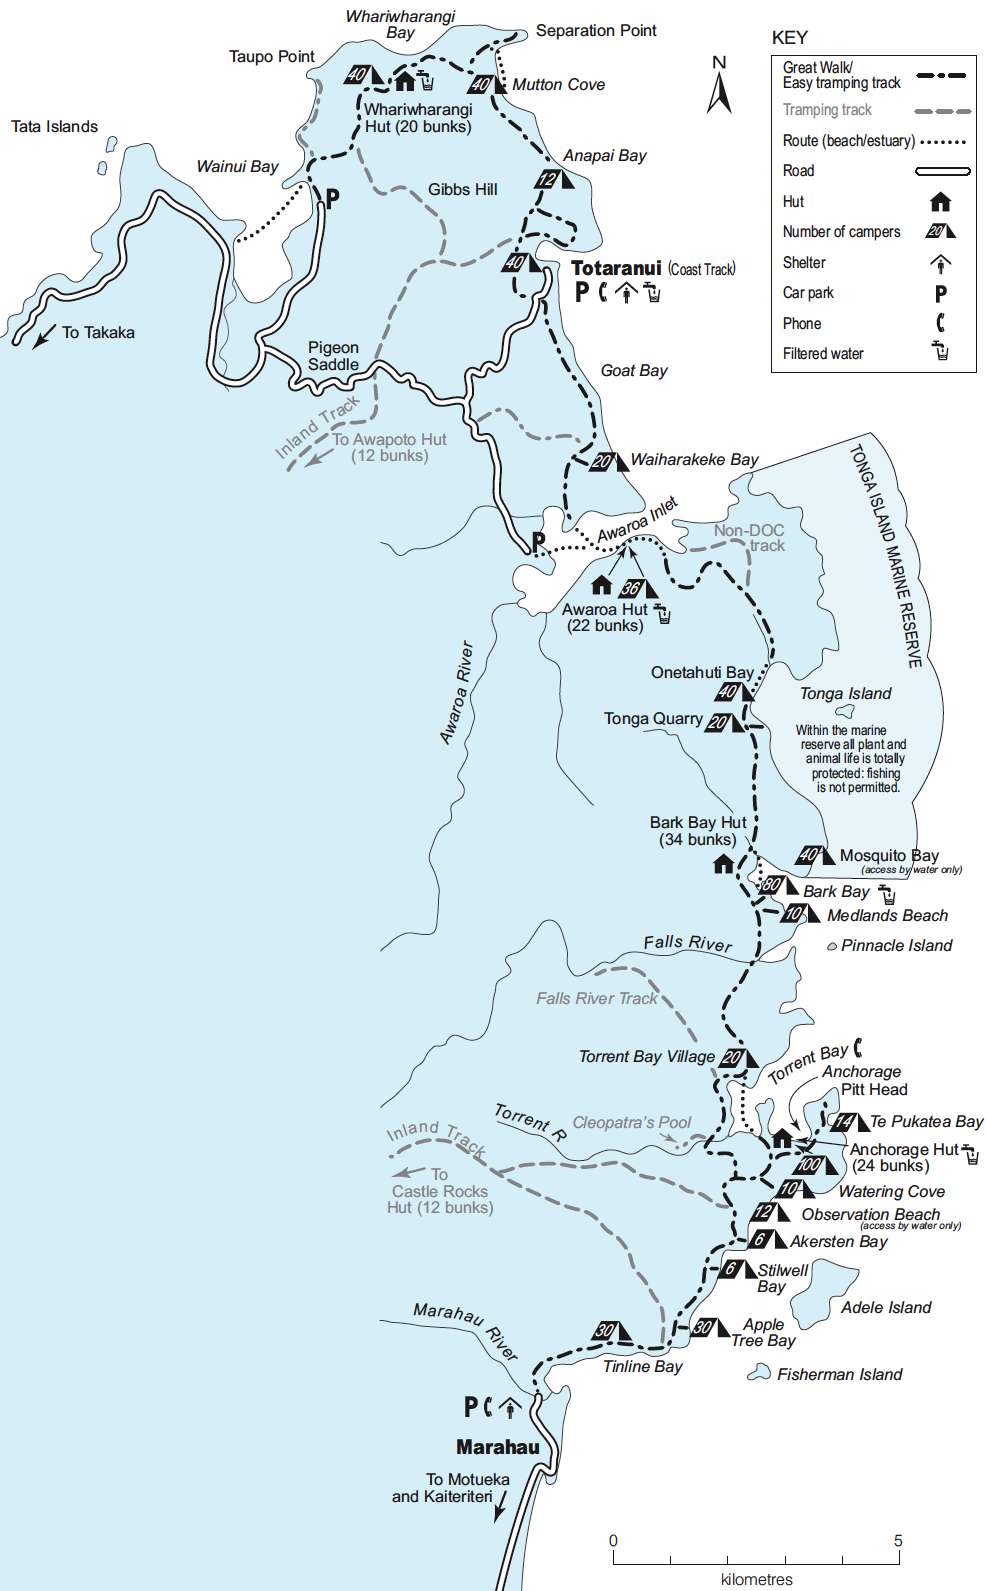 Whariwharangi
Bay
Separation Point
Taupo Point
40
40
Mutton Cove
Whariwharangi
Hut (20 bunks)
Tata Islands
Wainui Bay
Anapai Bay
12
Gibbs Hill
P
40
Totaranui (Coast Track)
P
To Takaka
Pigeon
Saddle
Goat Bay
Inland Track
To Awapoto Hut
(12 bunks)
20
Waiharakeke Bay
Awaroa Inlet
P
Non-DOC
track
36
Awaroa Hut
(22 bunks)
Awaroa River
TONGA ISLAND MARINE RESERVE
Onetahuti Bay
40
Tonga Island
Tonga Quarry
20
Within the marine
reserve all plant and
animal life is totally
protected: fishing
is not permitted.
Bark Bay Hut
(34 bunks)
40
Mosquito Bay
(access by water only)
80
Bark Bay
10
Medlands Beach
Falls River
Pinnacle Island
Falls River Track
Torrent Bay Village
20
Torrent Bay
Anchorage
Pitt Head
Torrent R
Cleopatra's Pool
14
Te Pukatea Bay
Inland Track
Anchorage Hut
(24 bunks)
100
To
Castle Rocks
Hut (12 bunks)
10
Watering Cove
12
Observation Beach
(access by water only)
6
Akersten Bay
6
Stilwell
Bay
Adele Island
Marahau River
30
30
Apple
Tree Bay
Tinline Bay
Fisherman Island
P
Marahau
To Motueka
and Kaiteriteri
N
KEY
Great Walk/
Easy tramping track
Tramping track
Route (beach/estuary)
Road
Hut
Number of campers
20
Shelter
Car park
P
Phone
Filtered water
0
5
kilometres